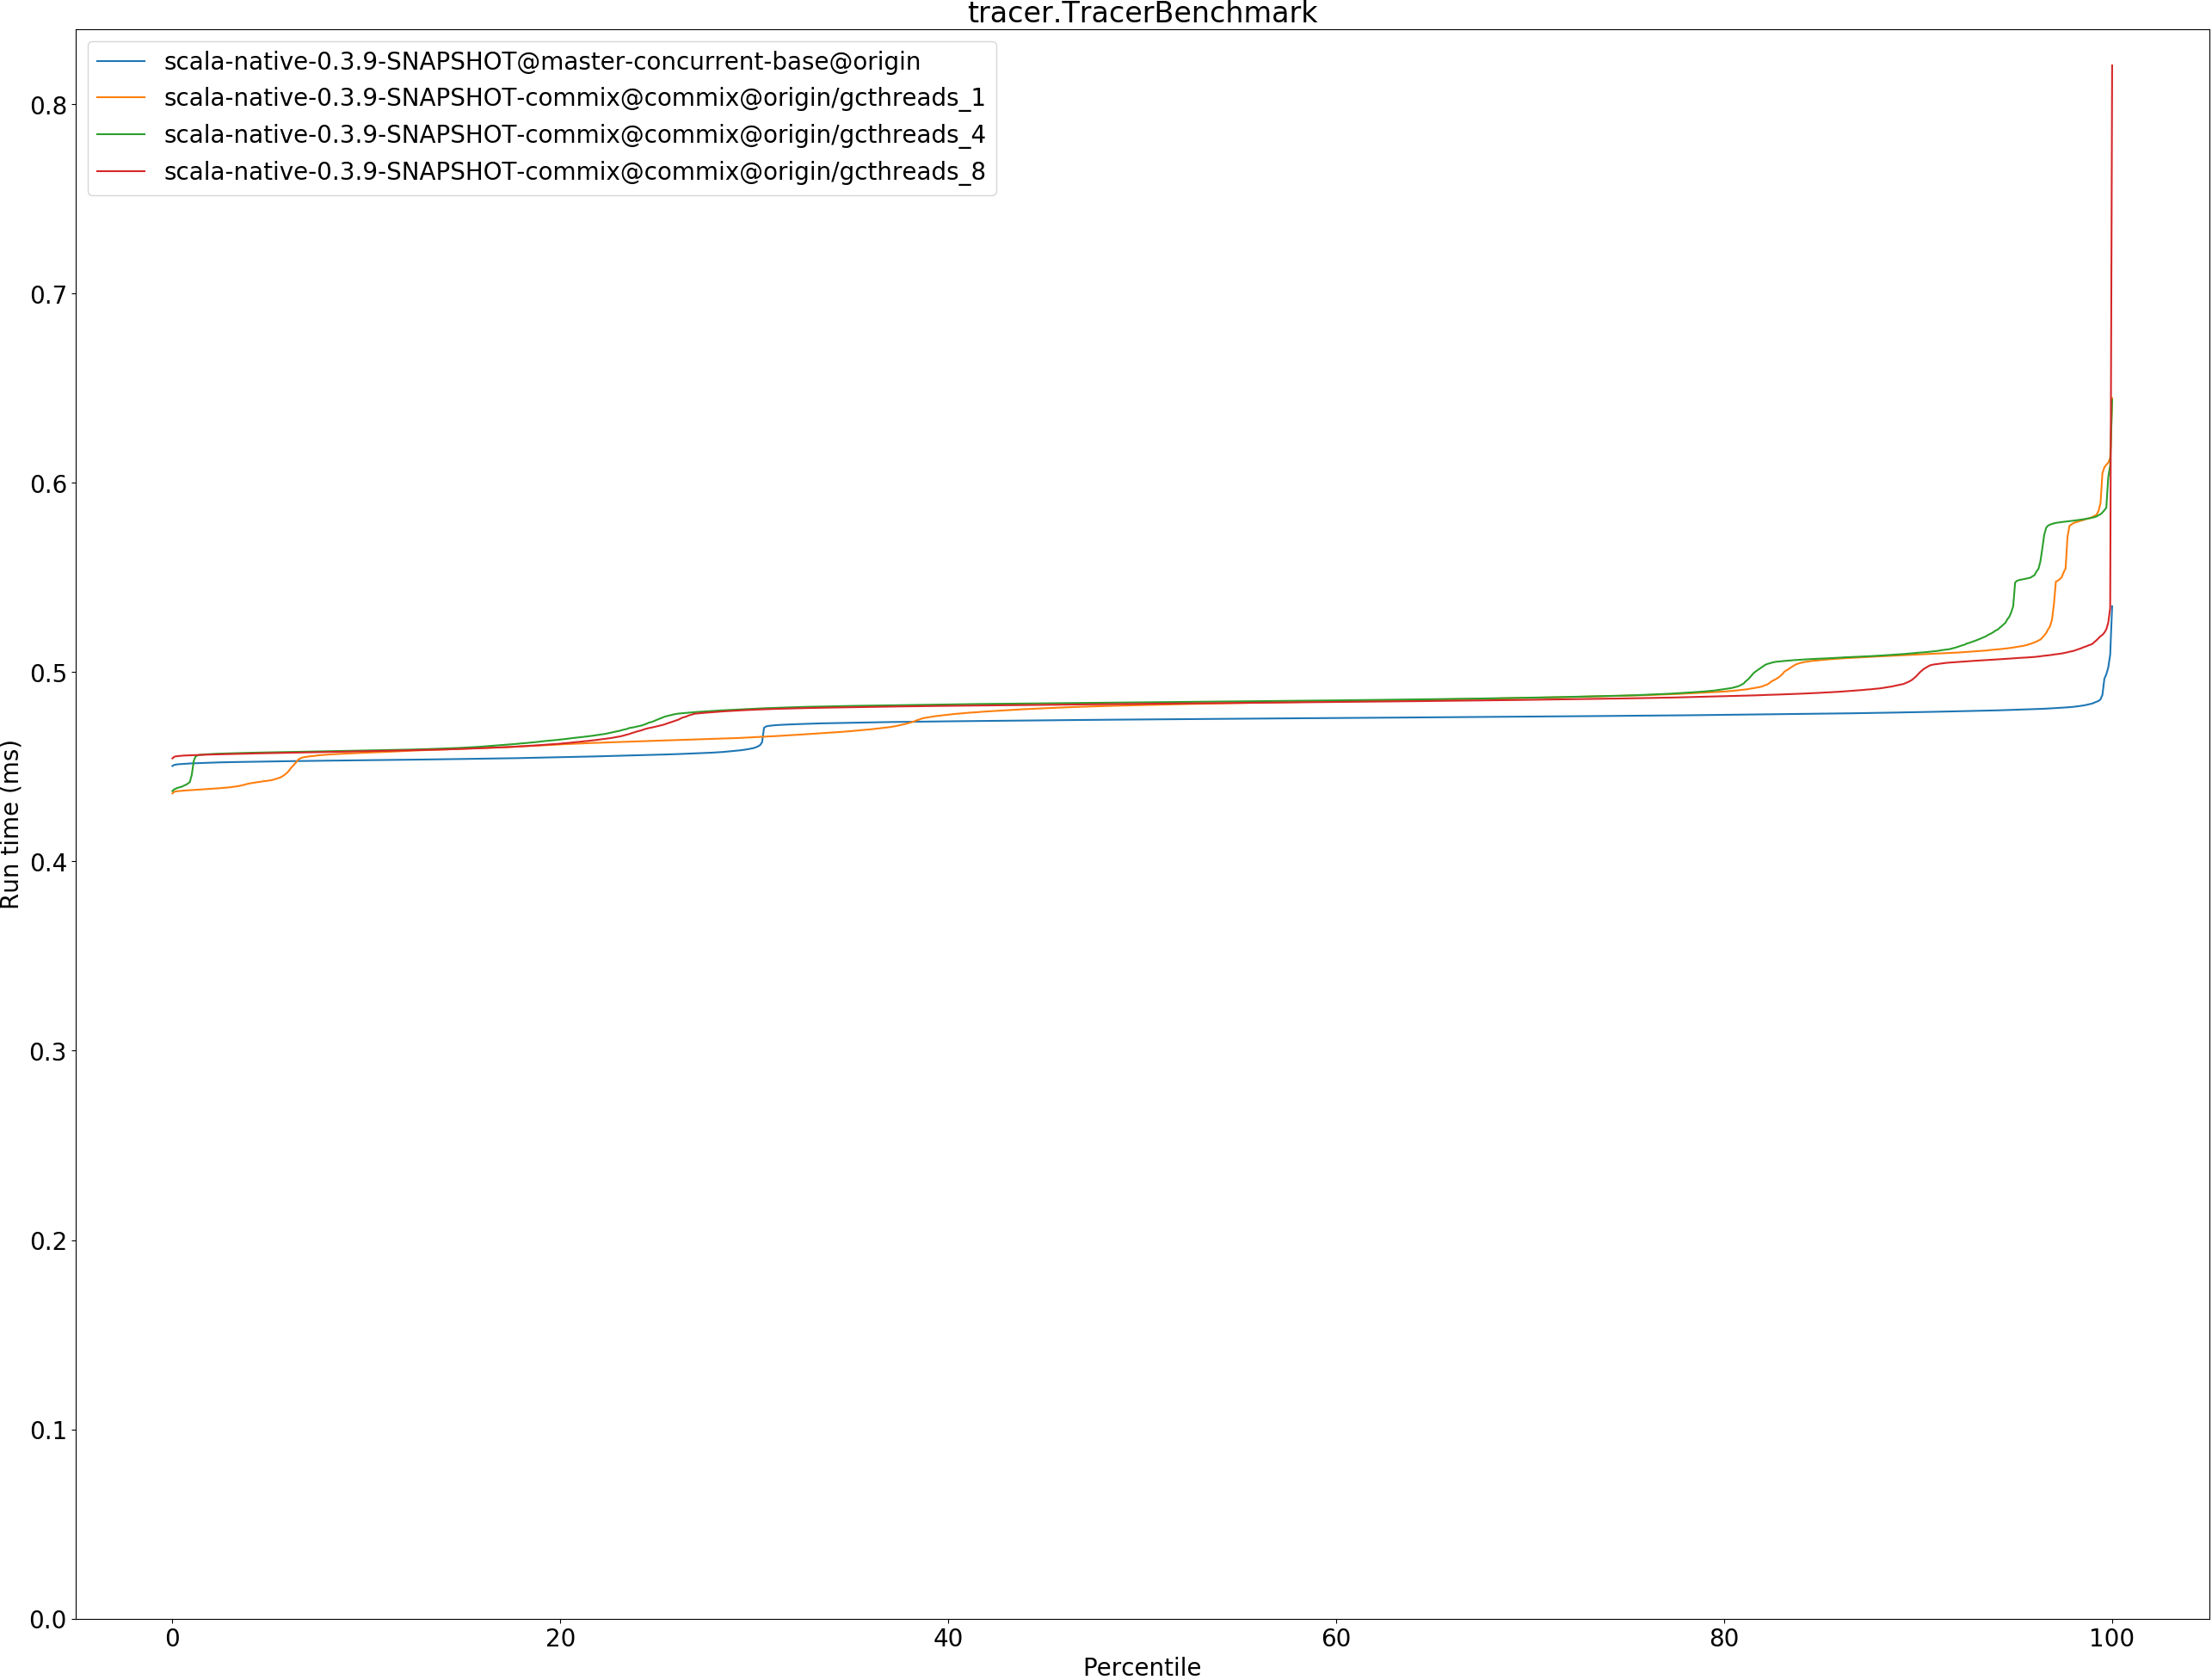 tracer.TracerBenchmark
scala-native-0.3.9-SNAPSHOT@master-concurrent-base@origin
scala-native-0.3.9-SNAPSHOT-commix@commix@origin/gcthreads_1
scala-native-0.3.9-SNAPSHOT-commix@commix@origin/gcthreads_4
scala-native-0.3.9-SNAPSHOT-commix@commix@origin/gcthreads_8
0.8
0.7
0.6
0.5
0.4
0.3
0.2
0.1
0.0
Run time (ms)
0 20 40 60 80 100
Percentile